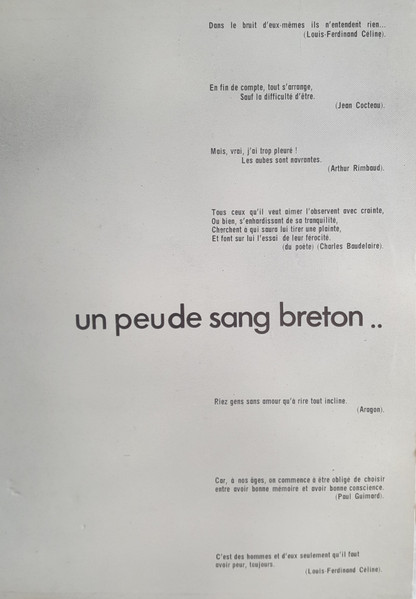 Dans le bruit d'eux-mêmes ils n'entendent rien...
(Louis-Ferdinand Céline).
En fin de compte, tout s'arrange,
Sauf la difficulté d'être.
(Jean Cocteau).
Mais, vrai, j'ai trop pleuré !
Les aubes sont navrantes.
(Arthur Rimbaud).
Tous ceux qu'il veut aimer l'observent avec crainte,
Ou bien, s'enhardissant de sa tranquilité,
Cherchent à qui saura lui tirer une plainte,
Et font sur lui l'essai de leur férocité.
(du poète) (Charles Baudelaire).
un peu de sang breton ..
Riez gens sans amour qu'à rire tout incline.
(Aragon).
Car, à nos âges, on commence à être obligé de choisir
entre avoir bonne mémoire et avoir bonne conscience.
(Paul Guimard).
C'est des hommes et d'eux seulement qu'il faut
avoir peur, toujours.
(Louis-Ferdinand Céline).